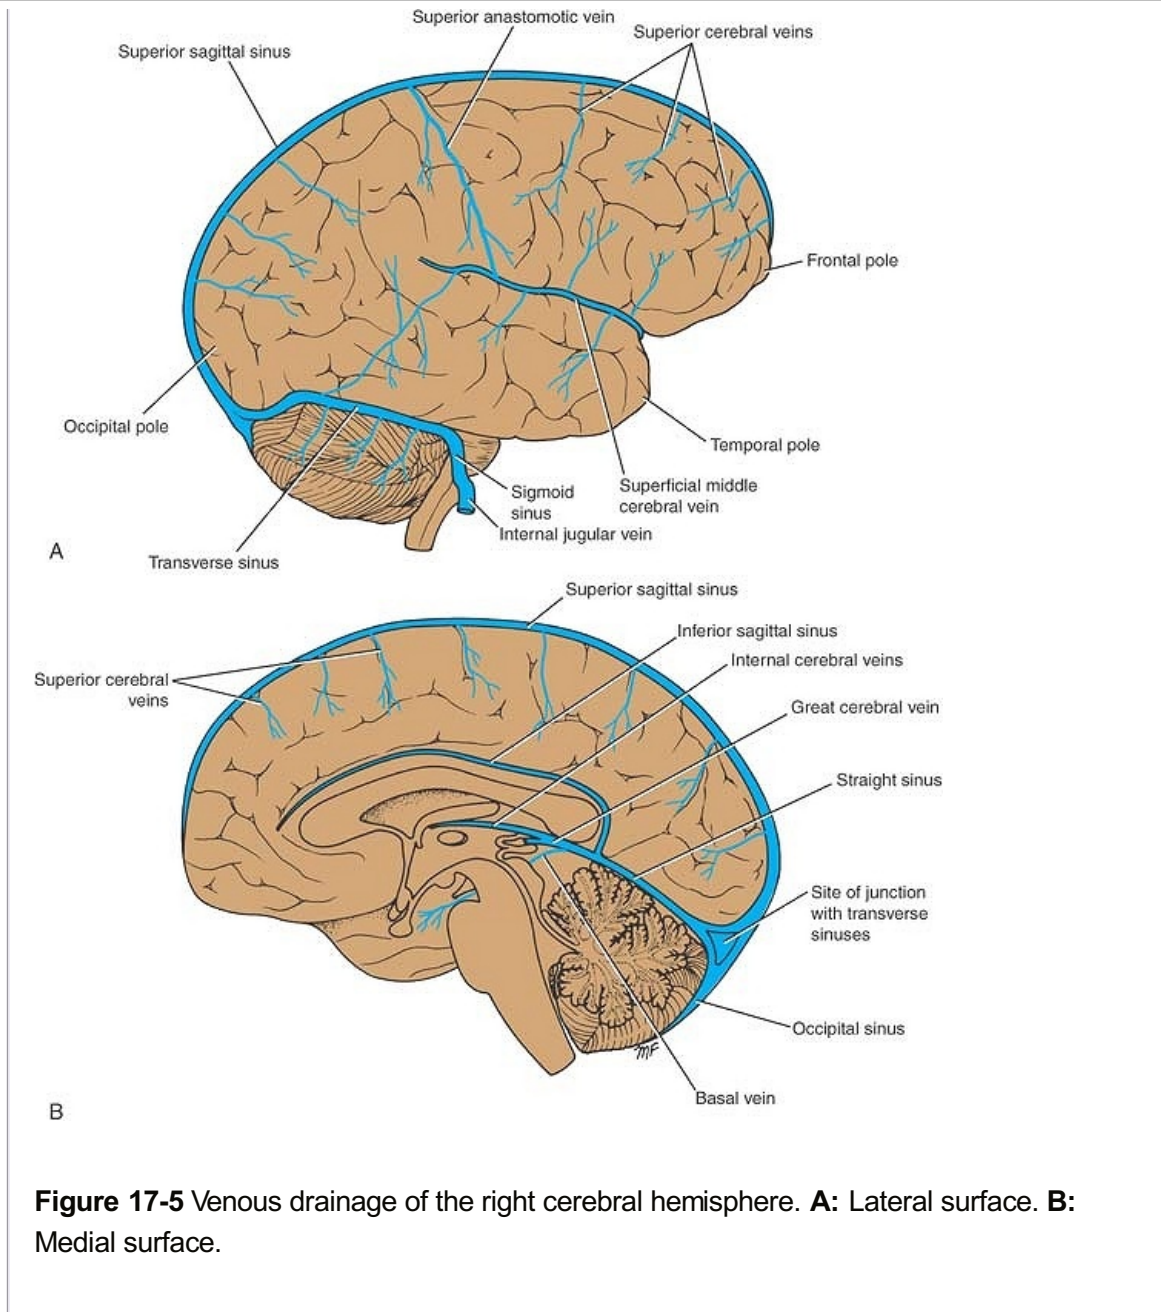 Superior anastomotic vein
Superior cerebral veins
Superior sagittal sinus
Frontal pole
Occipital pole
Temporal pole
Superficial middle
cerebral vein
Sigmoid
sinus
Internal jugular vein
A
Transverse sinus
Superior sagittal sinus
Inferior sagittal sinus
Internal cerebral veins
Superior cerebral
veins
Great cerebral vein
Straight sinus
Site of junction
with transverse
sinuses
Occipital sinus
MF
Basal vein
B
Figure 17-5 Venous drainage of the right cerebral hemisphere. A: Lateral surface. B:
Medial surface.